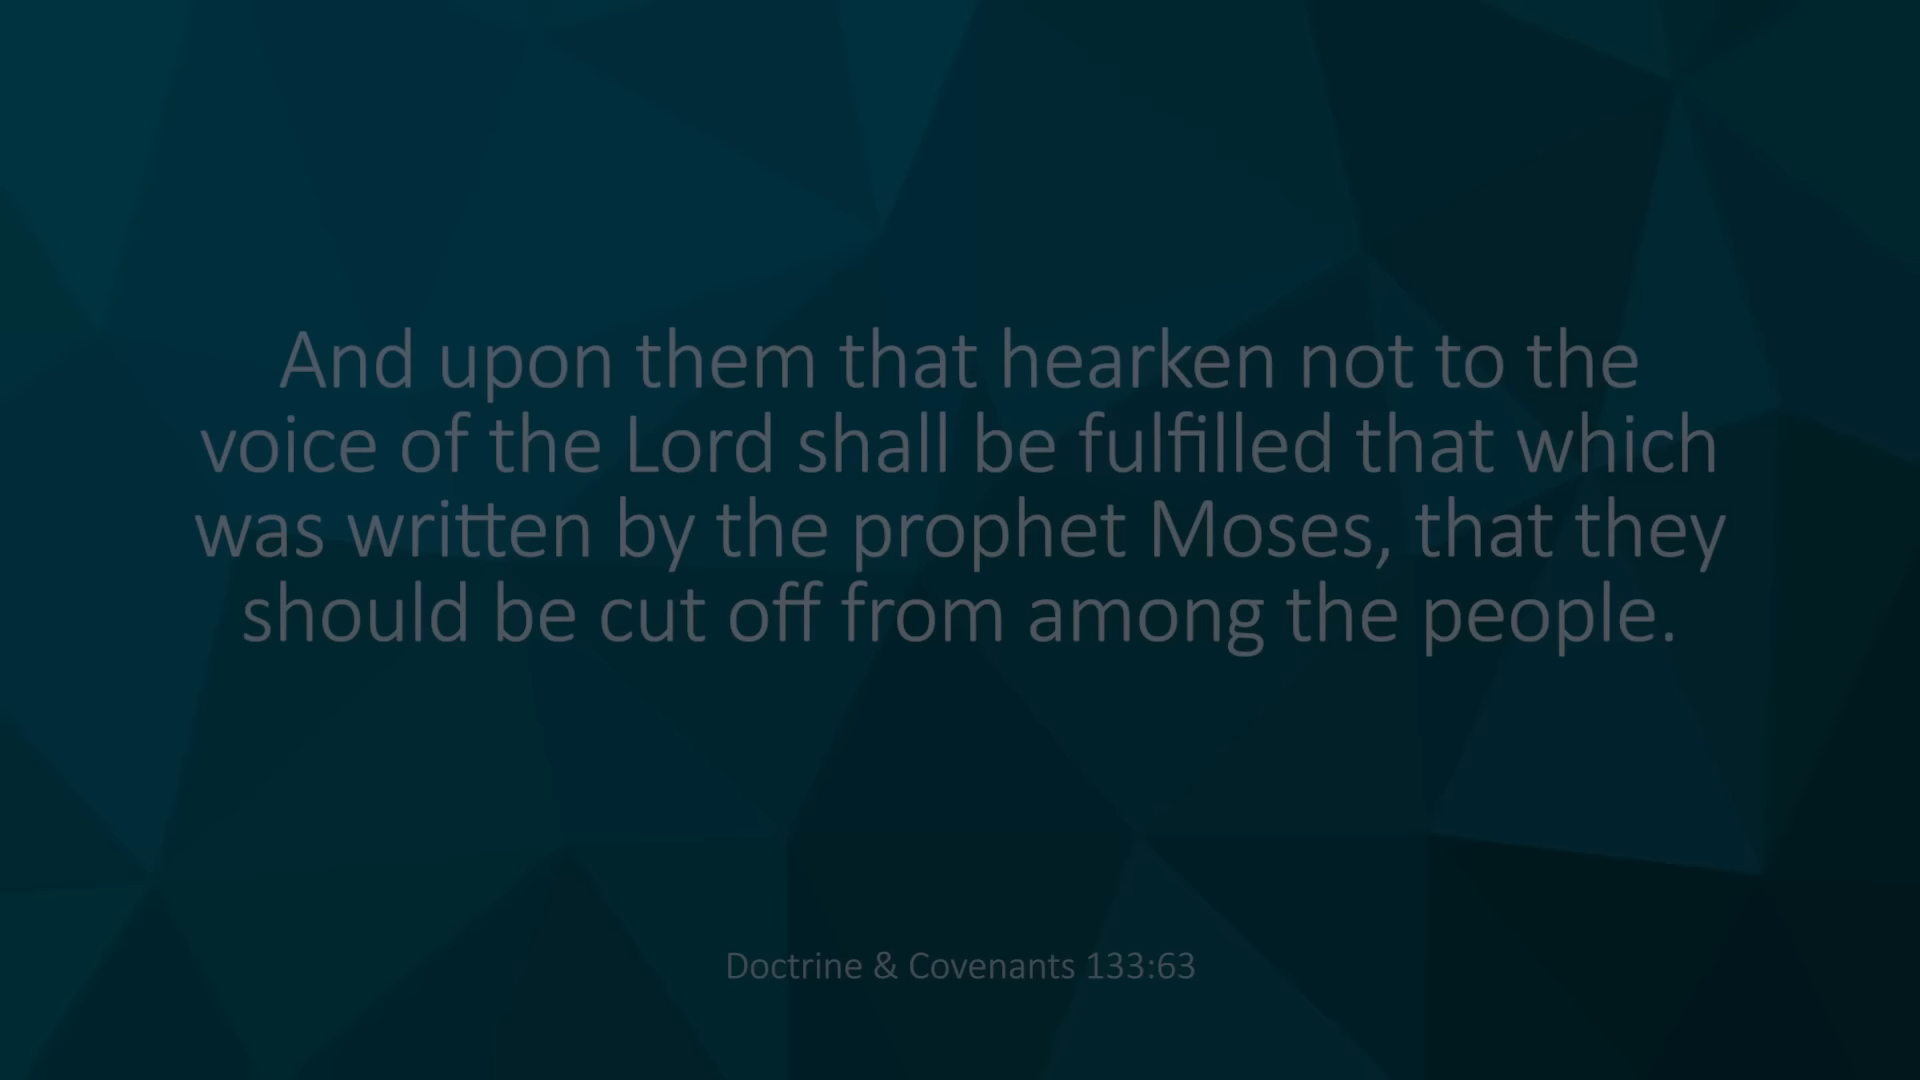 And upon them that hearken not to the
voice of the Lord shall be fulfilled that which
was written by the prophet Moses, that they
should be cut off from among the people.
Doctrine & Covenants 133:63